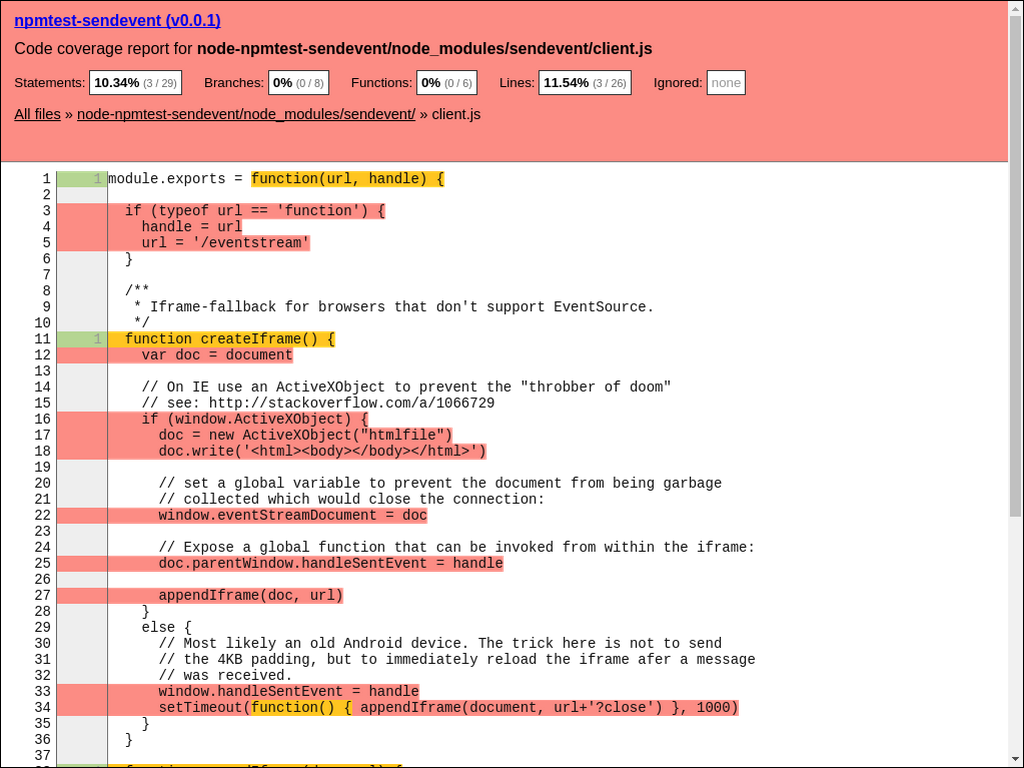 npmtest-sendevent (v0.0.1)
Code coverage report for node-npmtest-sendevent/node_modules/sendevent/client.js
Statements: 10.34% (3 / 29) Branches: 0% (0 / 8) Functions: 0% (0 / 6) Lines: 11.54% (3 / 26) Ignored: none
All files » node-npmtest-sendevent/node_modules/sendevent/ » client.js
1 1 module.exports = function(url, handle) {
2
3 if (typeof url == 'function') {
4 handle = url
5 url = '/eventstream'
6 }
7
8 /**
9 * Iframe-fallback for browsers that don't support EventSource.
10 */
11 1 function createIframe() {
12 var doc = document
13
14 // On IE use an ActiveXObject to prevent the "throbber of doom"
15 // see: http://stackoverflow.com/a/1066729
16 if (window.ActiveXObject) {
17 doc = new ActiveXObject("htmlfile")
18 doc.write('<html><body></body></html>')
19
20 // set a global variable to prevent the document from being garbage
21 // collected which would close the connection:
22 window.eventStreamDocument = doc
23
24 // Expose a global function that can be invoked from within the iframe:
25 doc.parentWindow.handleSentEvent = handle
26
27 appendIframe(doc, url)
28 }
29 else {
30 // Most likely an old Android device. The trick here is not to send
31 // the 4KB padding, but to immediately reload the iframe afer a message
32 // was received.
33 window.handleSentEvent = handle
34 setTimeout(function() { appendIframe(document, url+'?close') }, 1000)
35 }
36 }
37